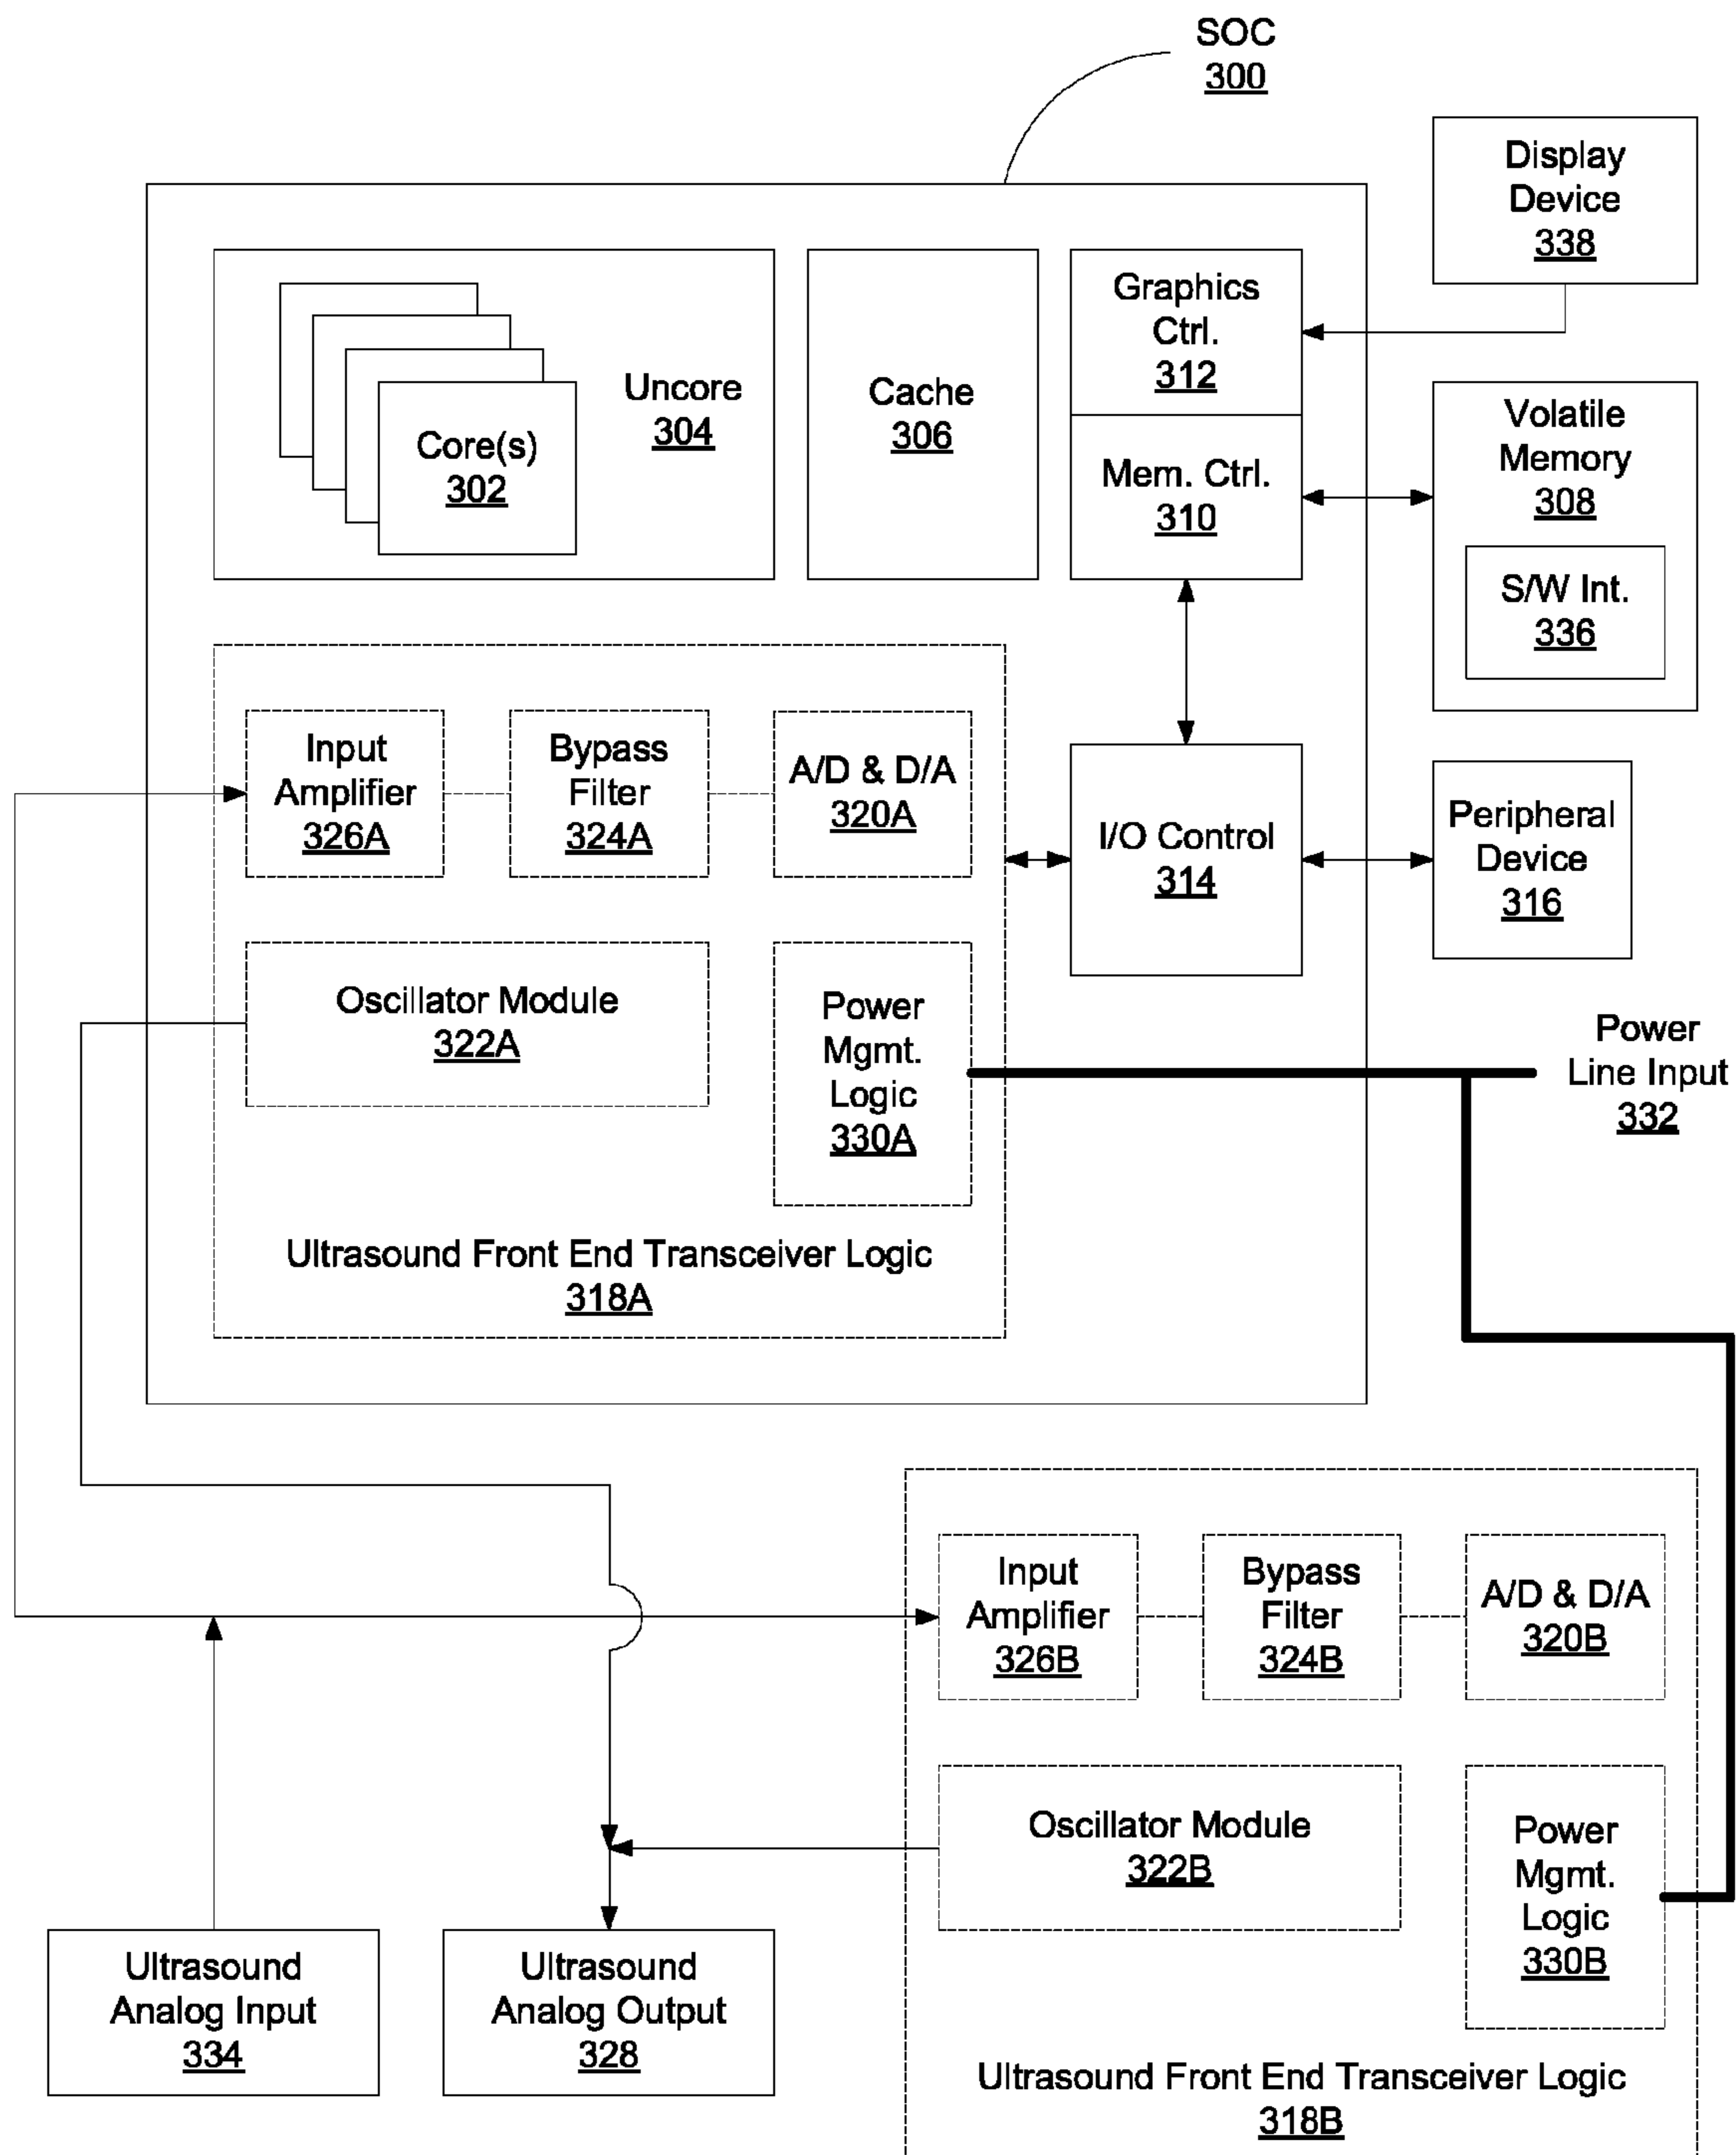 SOC
300
Display
Device
338
Graphics
Ctrl.
312
Uncore
304
Cache
306
Core(s)
302
Mem. Ctrl.
310
Volatile
Memory
308
S/W Int.
336
Input
Amplifier
326A
Bypass
Filter
324A
A/D & D/A
320A
I/O Control
314
Peripheral
Device
316
Oscillator Module
322A
Power
Mgmt.
Logic
330A
Power
Line Input
332
Ultrasound Front End Transceiver Logic
318A
Input
Amplifier
326B
Bypass
Filter
324B
A/D & D/A
320B
Oscillator Module
322B
Power
Mgmt.
Logic
330B
Ultrasound
Analog Input
334
Ultrasound
Analog Output
328
Ultrasound Front End Transceiver Logic
318B